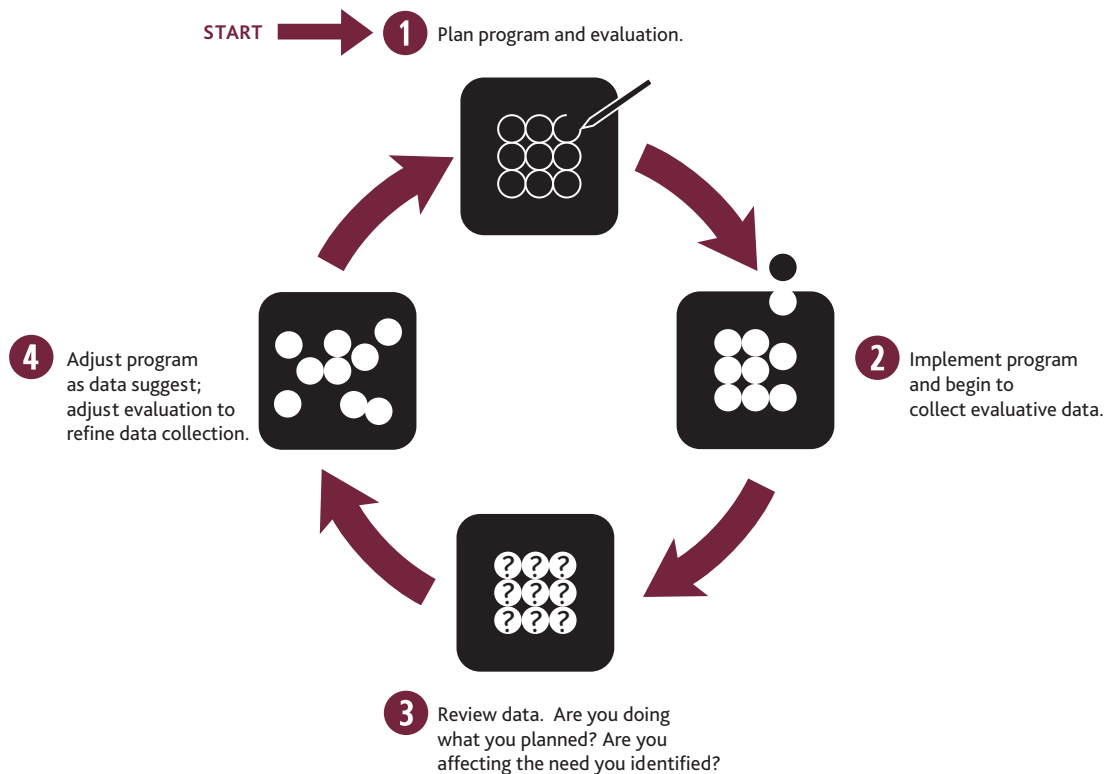 START
1 Plan program and evaluation.
2 Implement program
and begin to
collect evaluative data.
? ? ?
? ? ?
? ? ?
3 Review data. Are you doing
what you planned? Are you
affecting the need you identified?
4 Adjust program
as data suggest;
adjust evaluation to
refine data collection.